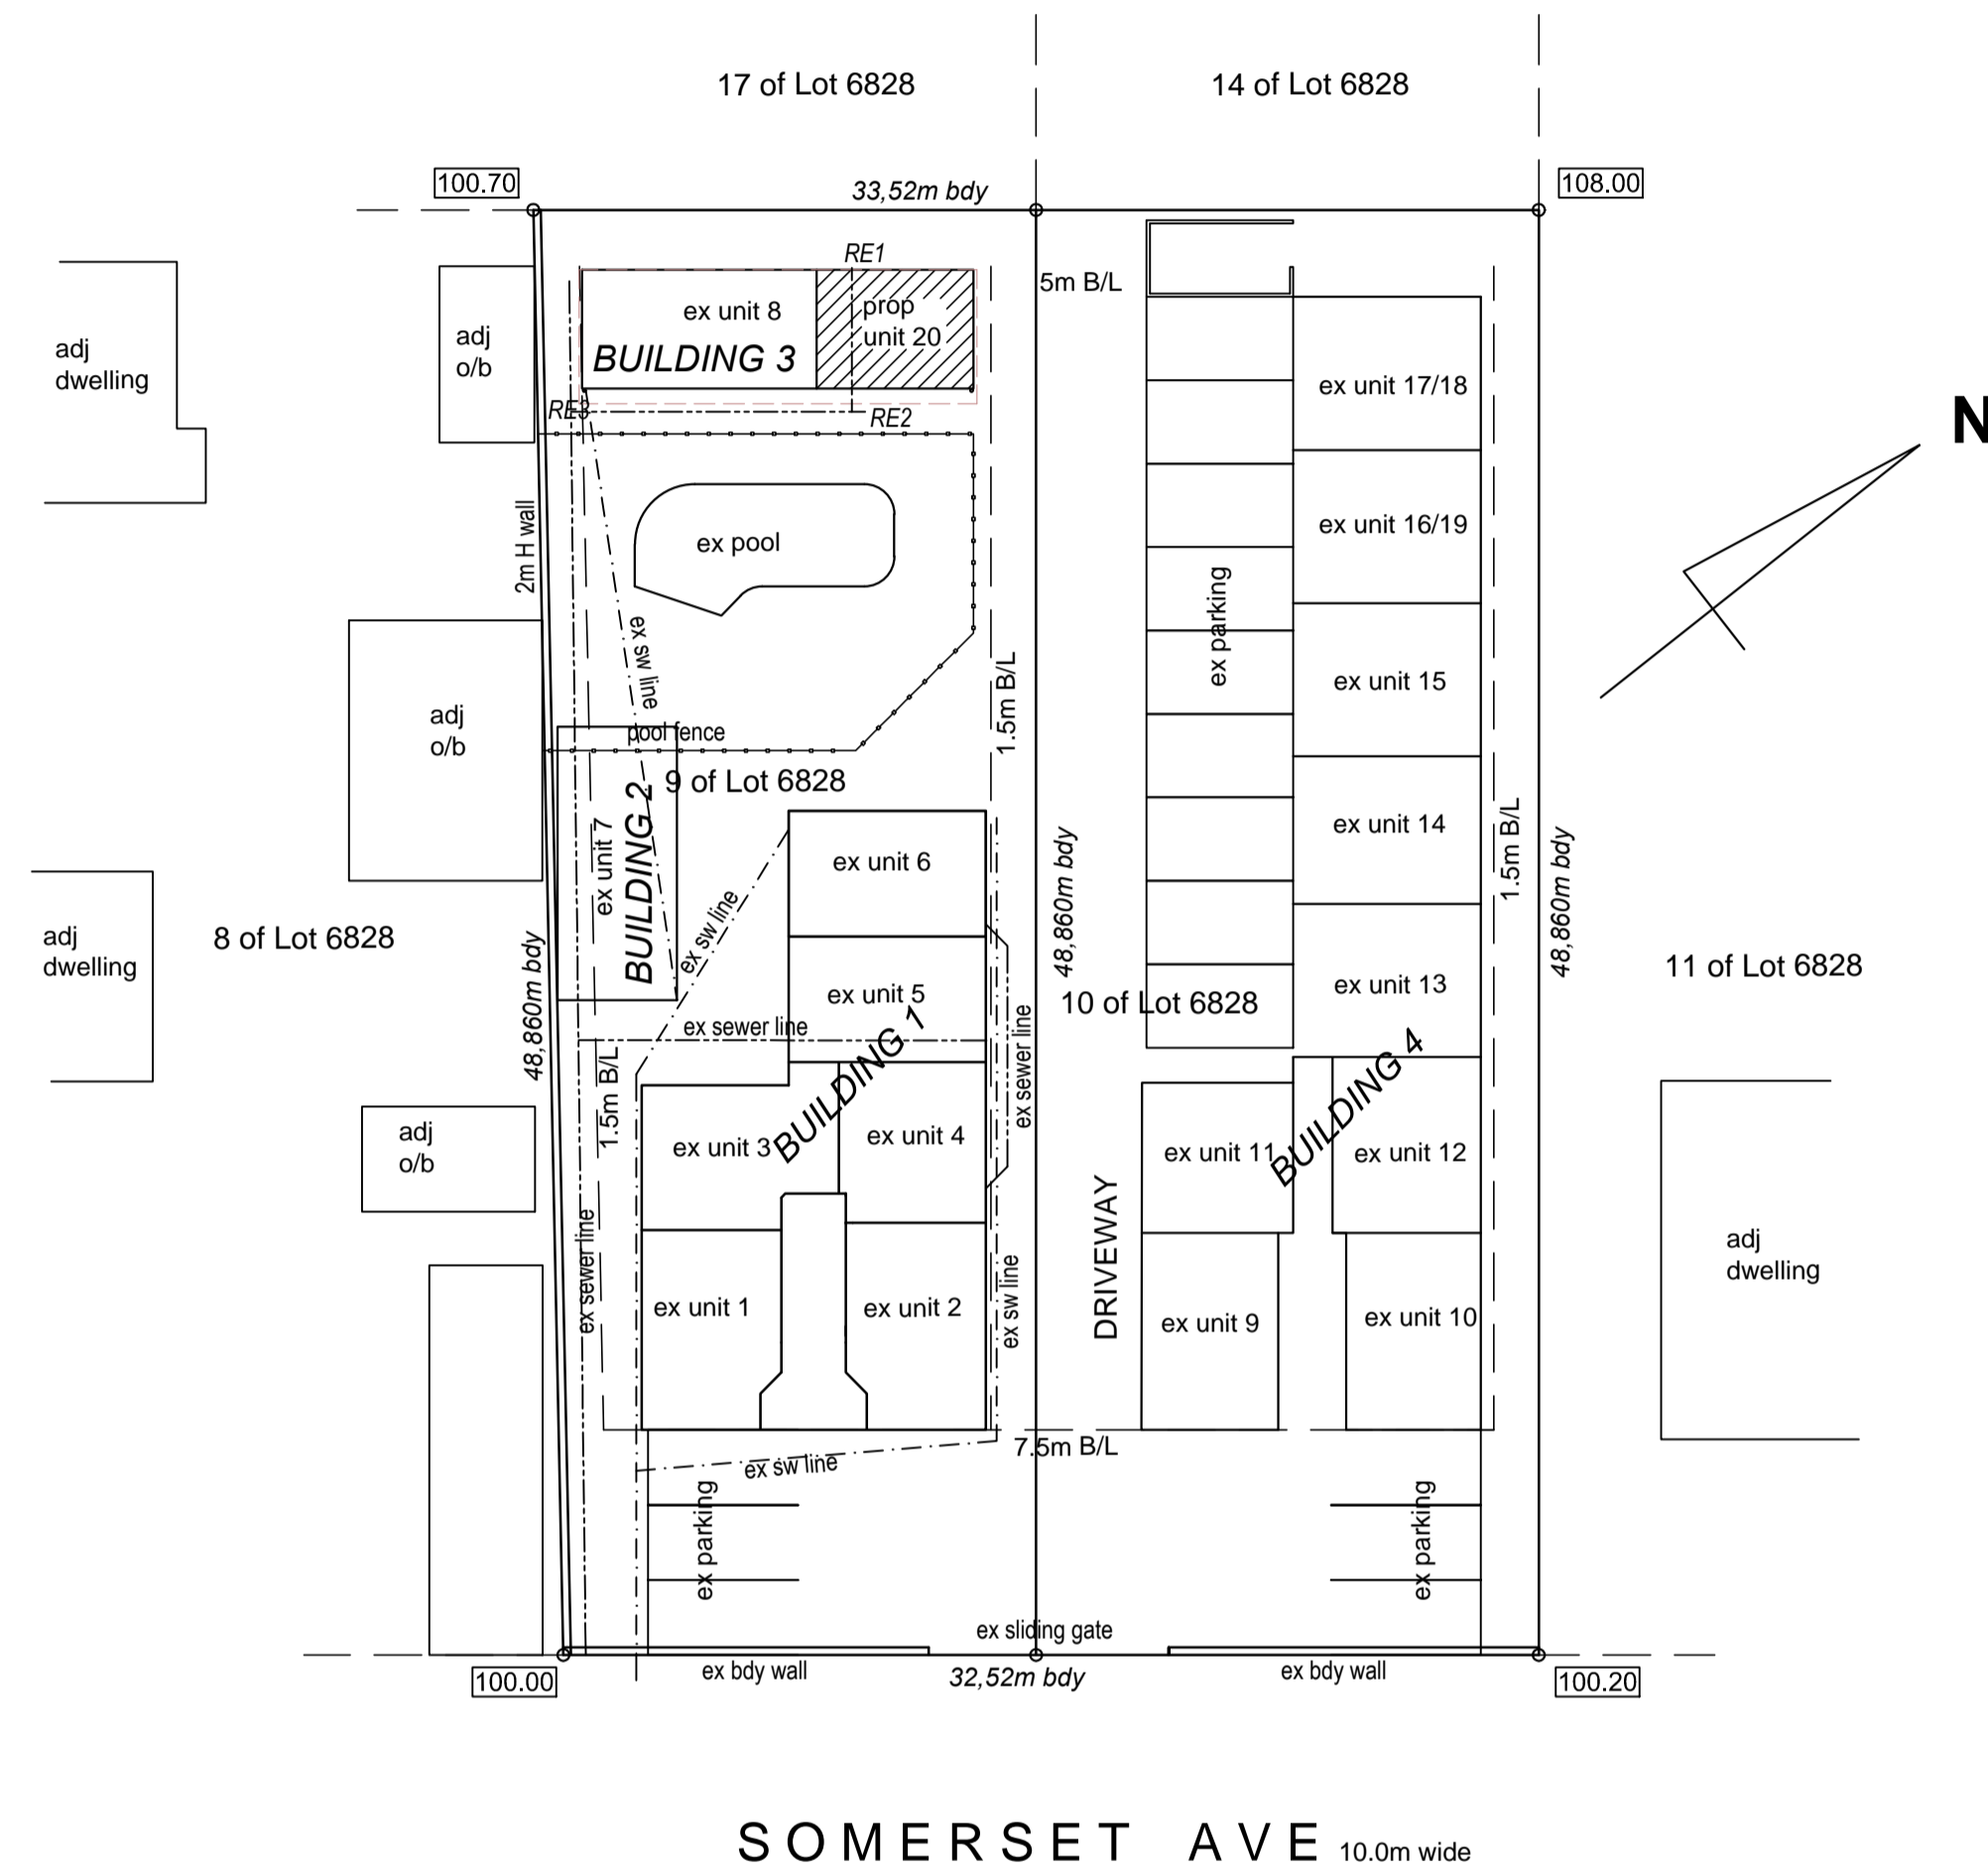 17 of Lot 6828
14 of Lot 6828
100.70
33,52m bdy
108.00
RE1
5m B/L
ex unit 8
prop
unit 20
BUILDING 3
adj
o/b
adj
dwelling
RE3
RE2
ex unit 17/18
N
2m H wall
ex pool
ex unit 16/19
ex parking
ex sw line
1.5m B/L
ex unit 15
adj
o/b
pool fence
9 of Lot 6828
ex unit 7
BUILDING 2
ex unit 14
1.5m B/L
48,860m bdy
48,860m bdy
ex unit 6
ex sw line
adj
dwelling
8 of Lot 6828
48,860m bdy
ex unit 5
10 of Lot 6828
ex unit 13
11 of Lot 6828
ex sewer line
BUILDING 1
ex sewer line
BUILDING 4
1.5m B/L
adj
o/b
ex unit 3
ex unit 4
ex unit 11
ex unit 12
DRIVEWAY
ex sewer line
ex sw line
adj
dwelling
ex unit 1
ex unit 2
ex unit 9
ex unit 10
7.5m B/L
ex sw line
ex parking
ex parking
ex sliding gate
100.00
ex bdy wall
32,52m bdy
ex bdy wall
100.20
SOMERSET AVE 10.0m wide